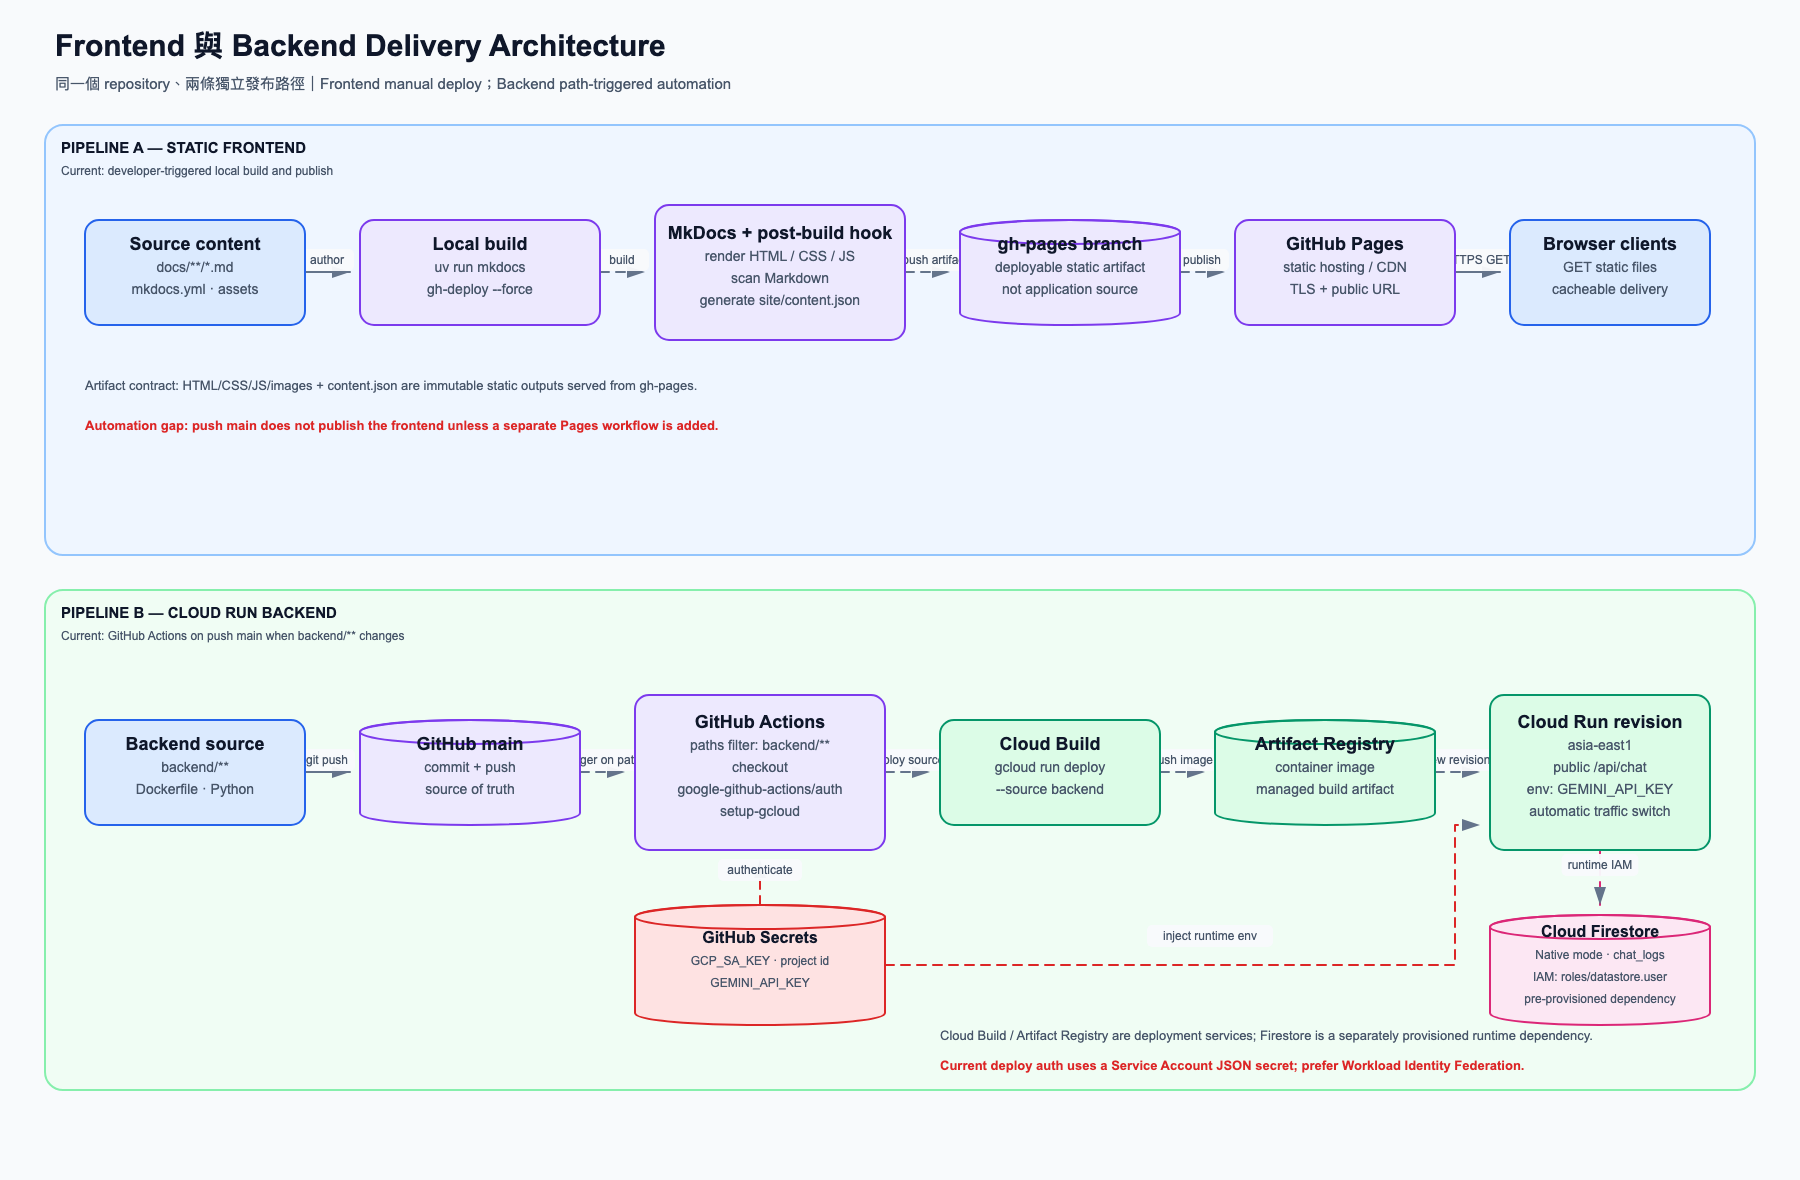 Frontend 與 Backend Delivery Architecture
同一個 repository、兩條獨立發布路徑｜Frontend manual deploy；Backend path-triggered automation
PIPELINE A — STATIC FRONTEND
Current: developer-triggered local build and publish
Source content
docs/**/*.md
mkdocs.yml · assets
author
Local build
uv run mkdocs
gh-deploy --force
build
MkDocs + post-build hook
render HTML / CSS / JS
scan Markdown
generate site/content.json
push artifac
gh-pages branch
deployable static artifact
not application source
publish
GitHub Pages
static hosting / CDN
TLS + public URL
TTPS GET
Browser clients
GET static files
cacheable delivery
Artifact contract: HTML/CSS/JS/images + content.json are immutable static outputs served from gh-pages.
Automation gap: push main does not publish the frontend unless a separate Pages workflow is added.
PIPELINE B — CLOUD RUN BACKEND
Current: GitHub Actions on push main when backend/** changes
Backend source
backend/**
Dockerfile · Python
git push
GitHub main
commit + push
source of truth
ger on pat
GitHub Actions
paths filter: backend/**
checkout
google-github-actions/auth
setup-gcloud
ploy source
Cloud Build
gcloud run deploy
--source backend
ush image
Artifact Registry
container image
managed build artifact
w revision
Cloud Run revision
asia-east1
public /api/chat
env: GEMINI_API_KEY
automatic traffic switch
authenticate
runtime IAM
GitHub Secrets
GCP_SA_KEY · project id
GEMINI_API_KEY
inject runtime env
Cloud Firestore
Native mode · chat_logs
IAM: roles/datastore.user
pre-provisioned dependency
Cloud Build / Artifact Registry are deployment services; Firestore is a separately provisioned runtime dependency.
Current deploy auth uses a Service Account JSON secret; prefer Workload Identity Federation.